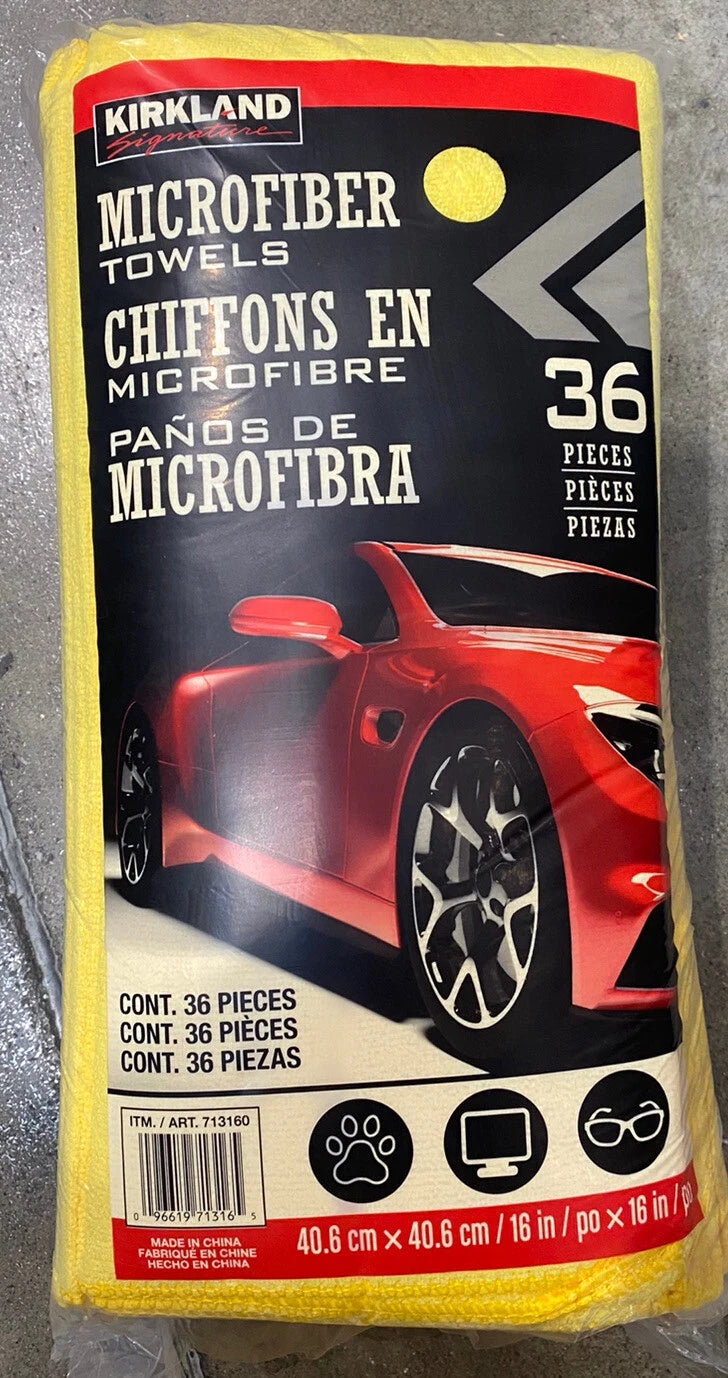 KIRKLAND
Signature
MICROFIBER
TOWELS
CHIFFONS EN
MICROFIBRE
PAÑOS DE
MICROFIBRA
36
PIECES
PIÈCES
PIEZAS
CONT. 36 PIECES
CONT. 36 PIÈCES
CONT. 36 PIEZAS
ITM. / ART. 713160
0 96619 71316 5
MADE IN CHINA
FABRIQUÉ EN CHINE
HECHO EN CHINA
40.6 cm × 40.6 cm / 16 in / po × 16 in / po